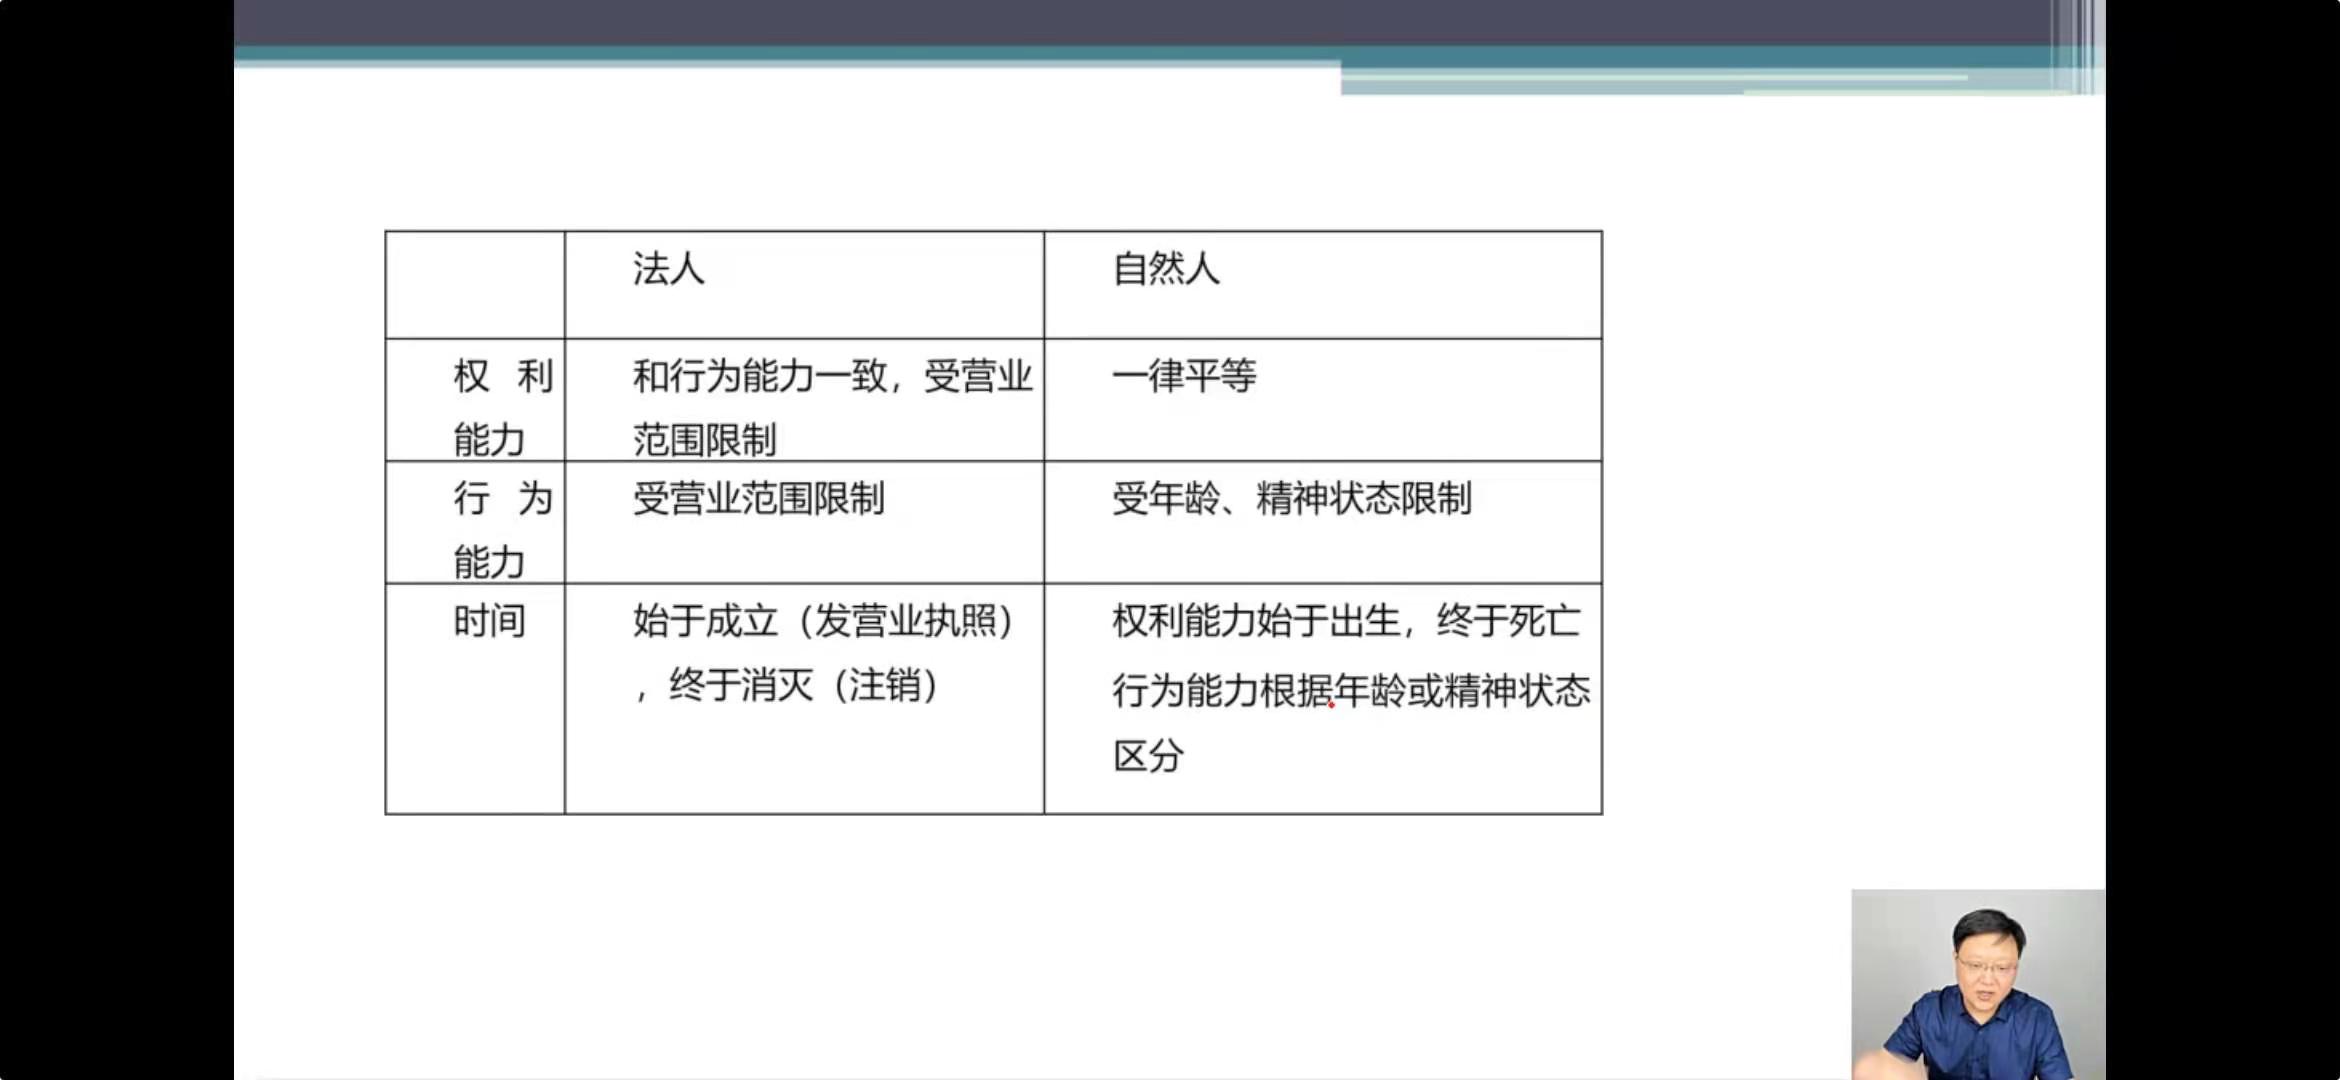 法人
自然人
权 利
能力
和行为能力一致，受营业
范围限制
一律平等
行 为
能力
受营业范围限制
受年龄、精神状态限制
时间
始于成立（发营业执照）
，终于消灭（注销）
权利能力始于出生，终于死亡
行为能力根据年龄或精神状态
区分